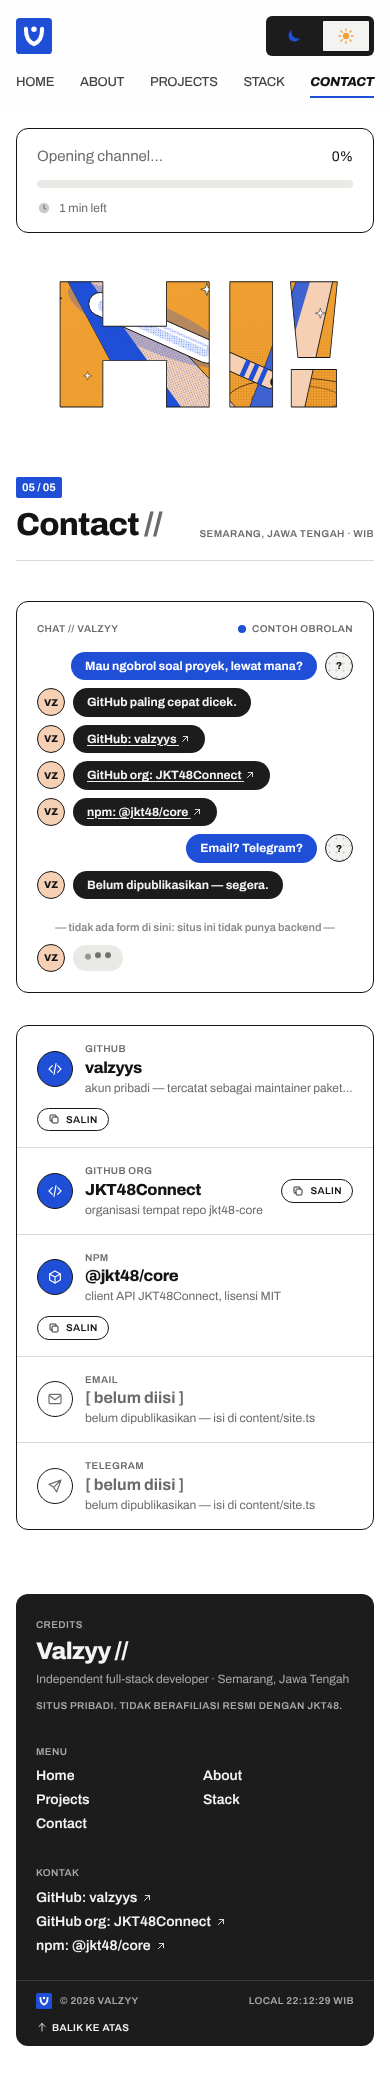 HOME ABOUT PROJECTS STACK CONTACT
Opening channel... 0%
1 min left
HI!
05 / 05
Contact //
SEMARANG, JAWA TENGAH · WIB
CHAT // VALZYY
CONTOH OBROLAN
Mau ngobrol soal proyek, lewat mana? ?
VZ GitHub paling cepat dicek.
VZ GitHub: valzyys ↗
VZ GitHub org: JKT48Connect ↗
VZ npm: @jkt48/core ↗
Email? Telegram? ?
VZ Belum dipublikasikan — segera.
— tidak ada form di sini: situs ini tidak punya backend —
VZ
GITHUB
valzyys
akun pribadi — tercatat sebagai maintainer paket...
SALIN
GITHUB ORG
JKT48Connect
organisasi tempat repo jkt48-core
SALIN
NPM
@jkt48/core
client API JKT48Connect, lisensi MIT
SALIN
EMAIL
[ belum diisi ]
belum dipublikasikan — isi di content/site.ts
TELEGRAM
[ belum diisi ]
belum dipublikasikan — isi di content/site.ts
CREDITS
Valzyy //
Independent full-stack developer · Semarang, Jawa Tengah
SITUS PRIBADI. TIDAK BERAFILIASI RESMI DENGAN JKT48.
MENU
Home About
Projects Stack
Contact
KONTAK
GitHub: valzyys ↗
GitHub org: JKT48Connect ↗
npm: @jkt48/core ↗
© 2026 VALZYY LOCAL 22:12:29 WIB
↑ BALIK KE ATAS